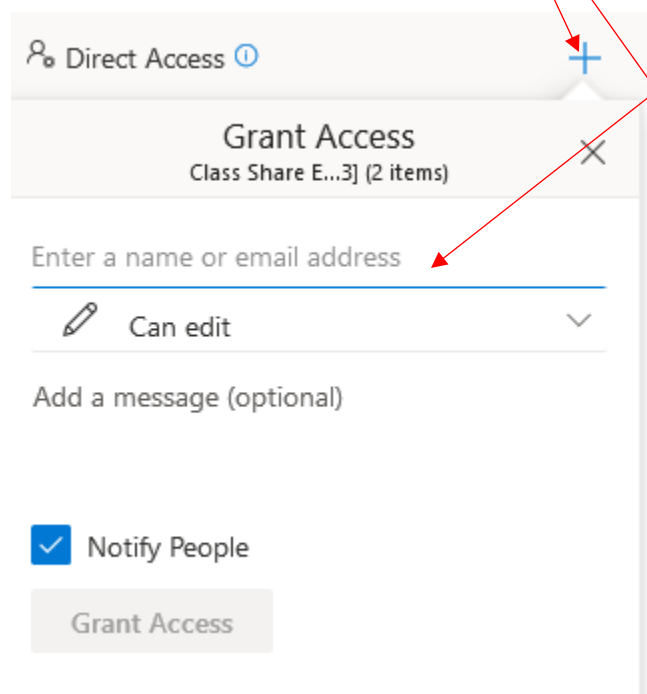 Direct Access
Grant Access
Class Share E...3] (2 items)
Enter a name or email address
Can edit
Add a message (optional)
Notify People
Grant Access